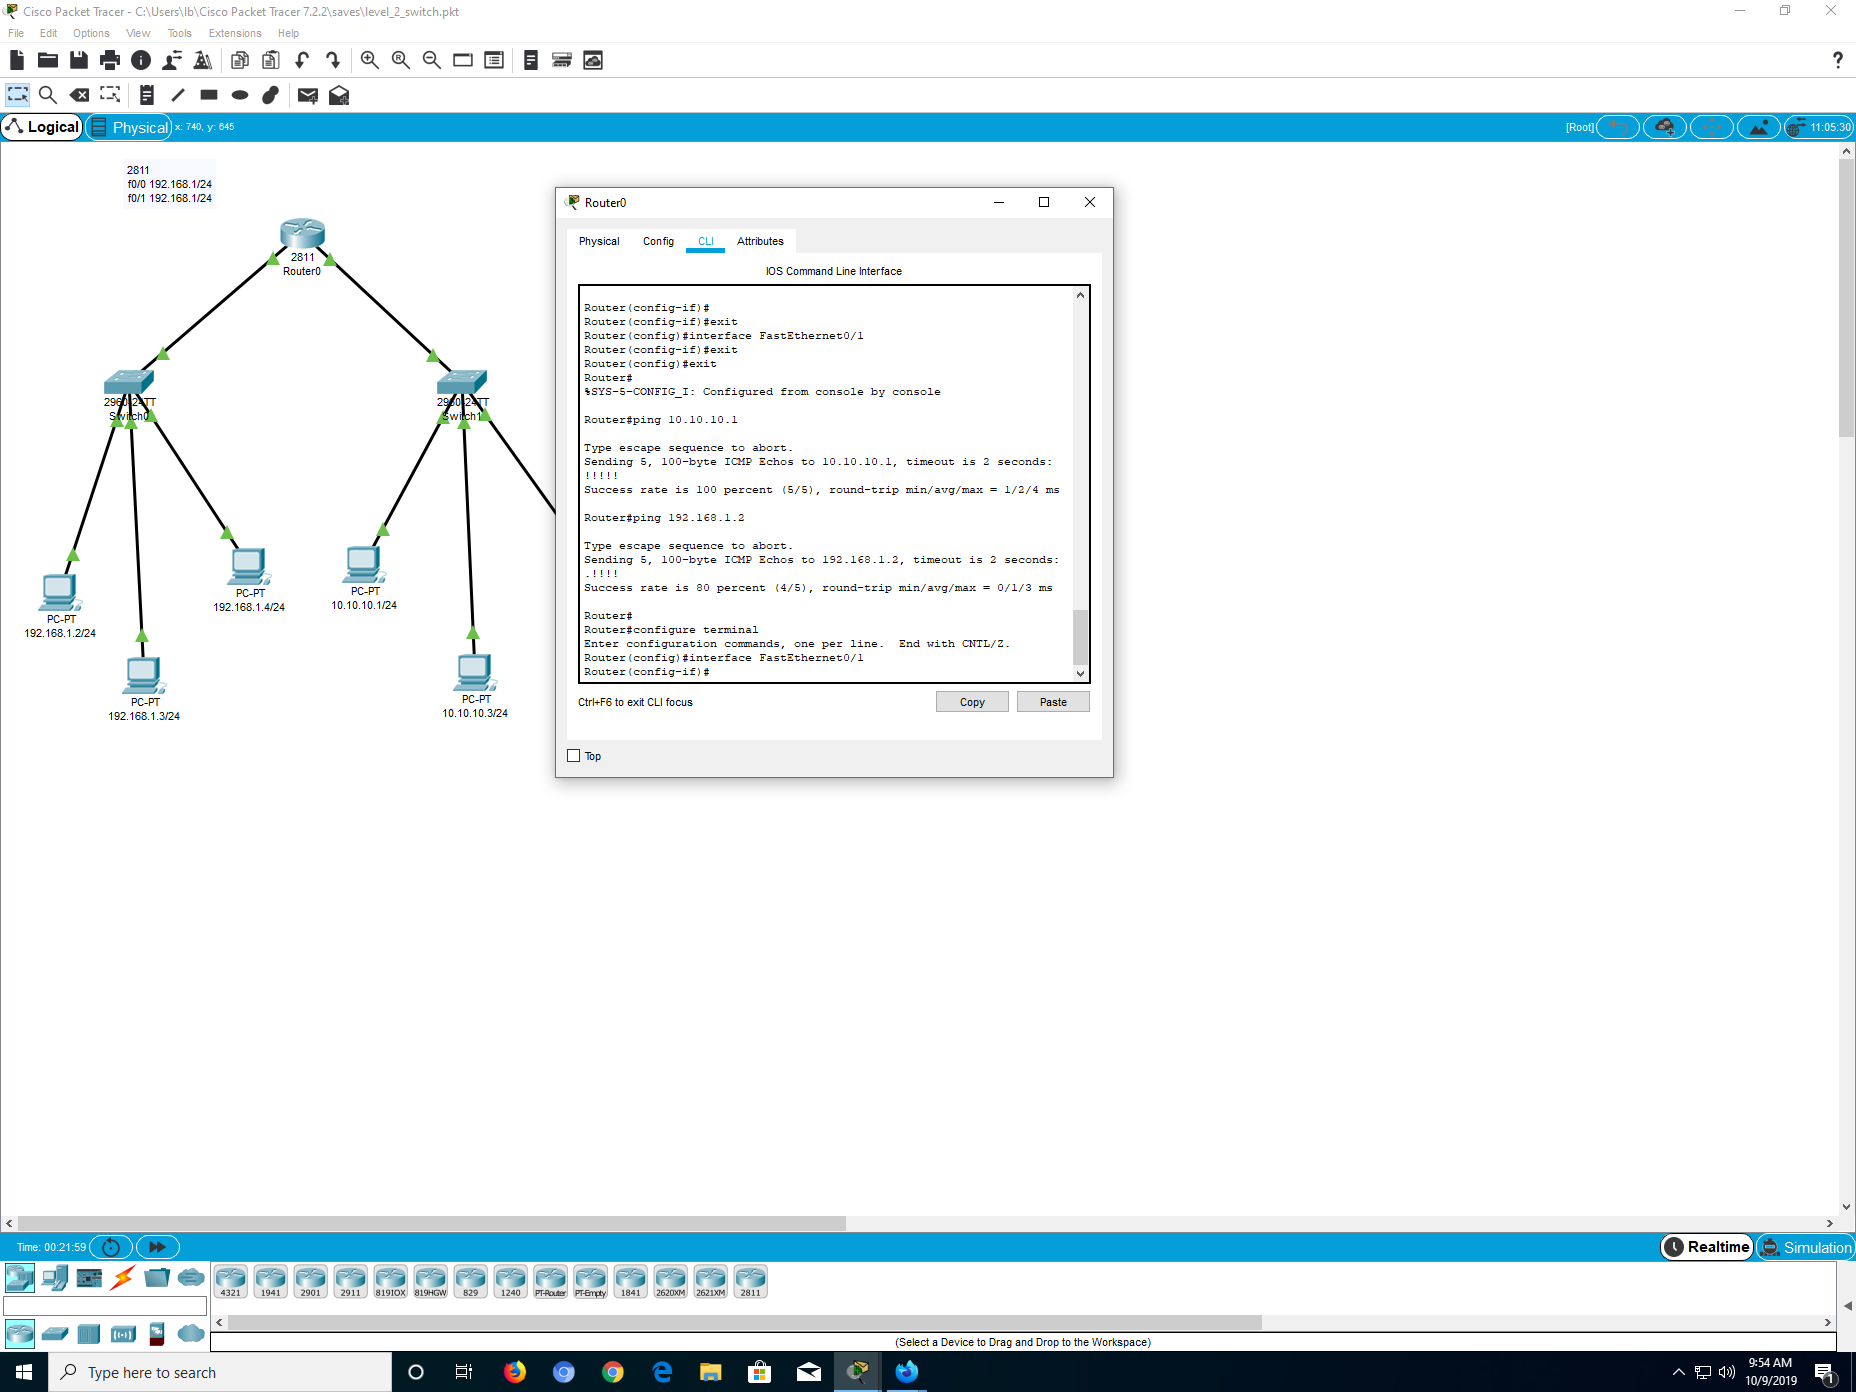 Cisco Packet Tracer - C:\Users\lb\Cisco Packet Tracer 7.2.2\saves\level_2_switch.pkt
File Edit Options View Tools Extensions Help
Logical Physical x: 740, y: 645 [Root] 11:05:30
2811
f0/0 192.168.1/24
f0/1 192.168.1/24
2811
Router0
2960-24TT
Switch0
2960-24TT
Switch1
PC-PT
192.168.1.2/24
PC-PT
192.168.1.3/24
PC-PT
192.168.1.4/24
PC-PT
10.10.10.1/24
PC-PT
10.10.10.3/24
Router0
Physical Config CLI Attributes
IOS Command Line Interface
Router(config-if)#
Router(config-if)#exit
Router(config)#interface FastEthernet0/1
Router(config-if)#exit
Router(config)#exit
Router#
%SYS-5-CONFIG_I: Configured from console by console
Router#ping 10.10.10.1
Type escape sequence to abort.
Sending 5, 100-byte ICMP Echos to 10.10.10.1, timeout is 2 seconds:
!!!!!
Success rate is 100 percent (5/5), round-trip min/avg/max = 1/2/4 ms
Router#ping 192.168.1.2
Type escape sequence to abort.
Sending 5, 100-byte ICMP Echos to 192.168.1.2, timeout is 2 seconds:
.!!!!
Success rate is 80 percent (4/5), round-trip min/avg/max = 0/1/3 ms
Router#
Router#configure terminal
Enter configuration commands, one per line.  End with CNTL/Z.
Router(config)#interface FastEthernet0/1
Router(config-if)#
Ctrl+F6 to exit CLI focus Copy Paste
Top
Time: 00:21:59 Realtime Simulation
4321 1941 2901 2911 819IOX 819HGW 829 1240 PT-Router PT-Empty 1841 2620XM 2621XM 2811
(Select a Device to Drag and Drop to the Workspace)
Type here to search
9:54 AM
10/9/2019
1